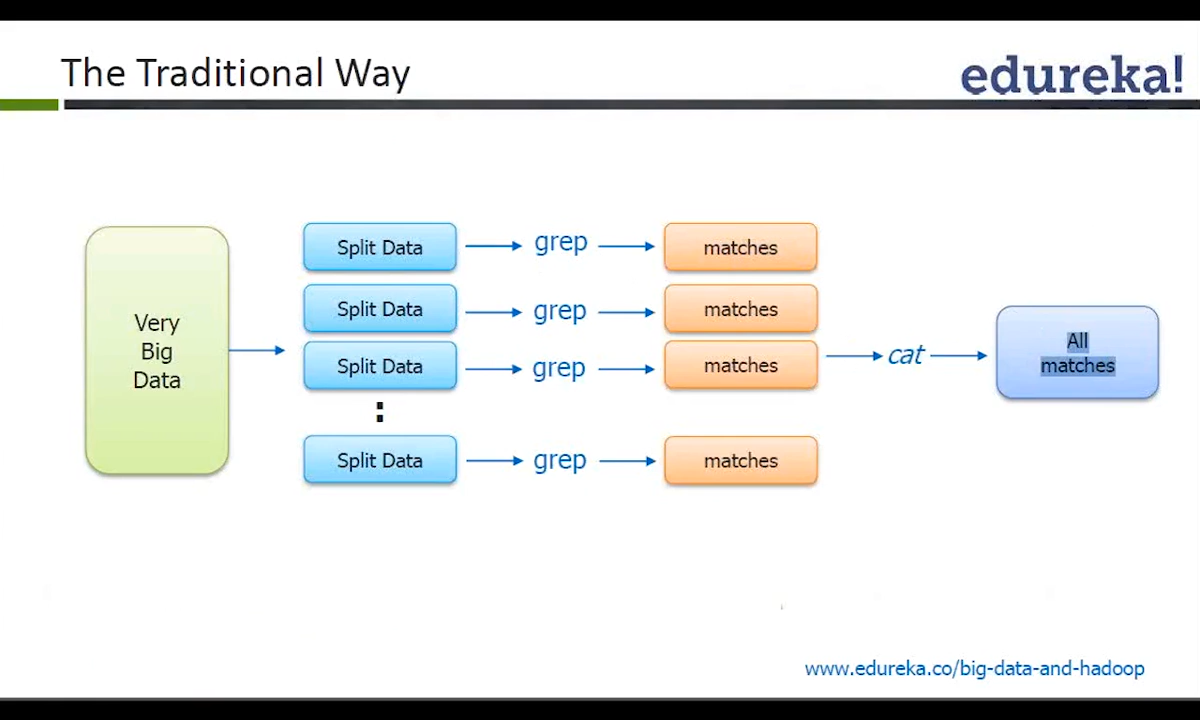 The Traditional Way
edureka!
Very
Big
Data
Split Data
grep
matches
Split Data
grep
matches
Split Data
grep
matches
:
Split Data
grep
matches
cat
All
matches
www.edureka.co/big-data-and-hadoop